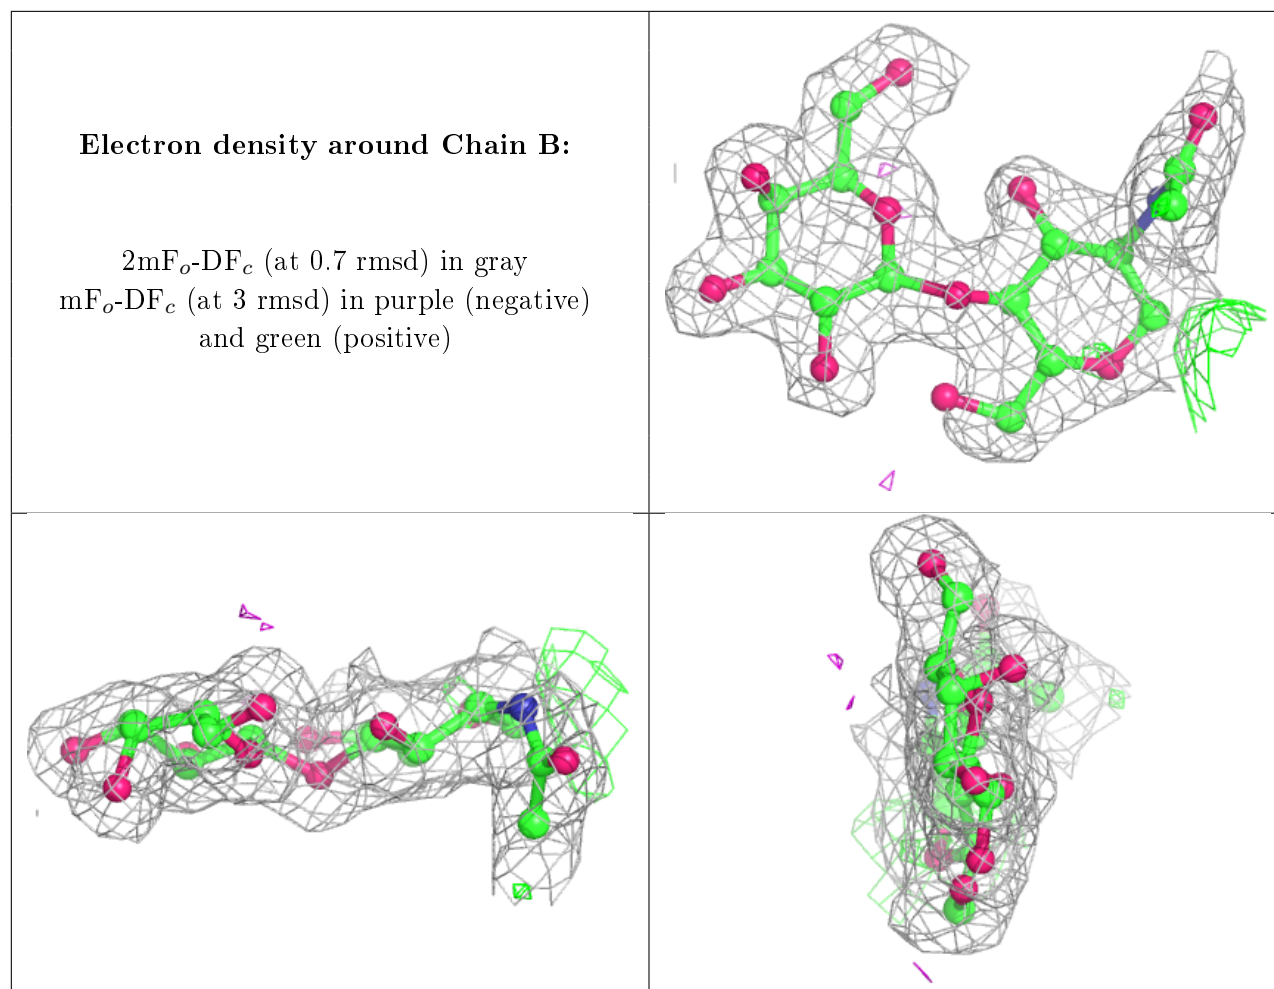 Electron density around Chain B:
2mFo-DFc (at 0.7 rmsd) in gray
mFo-DFc (at 3 rmsd) in purple (negative)
and green (positive)